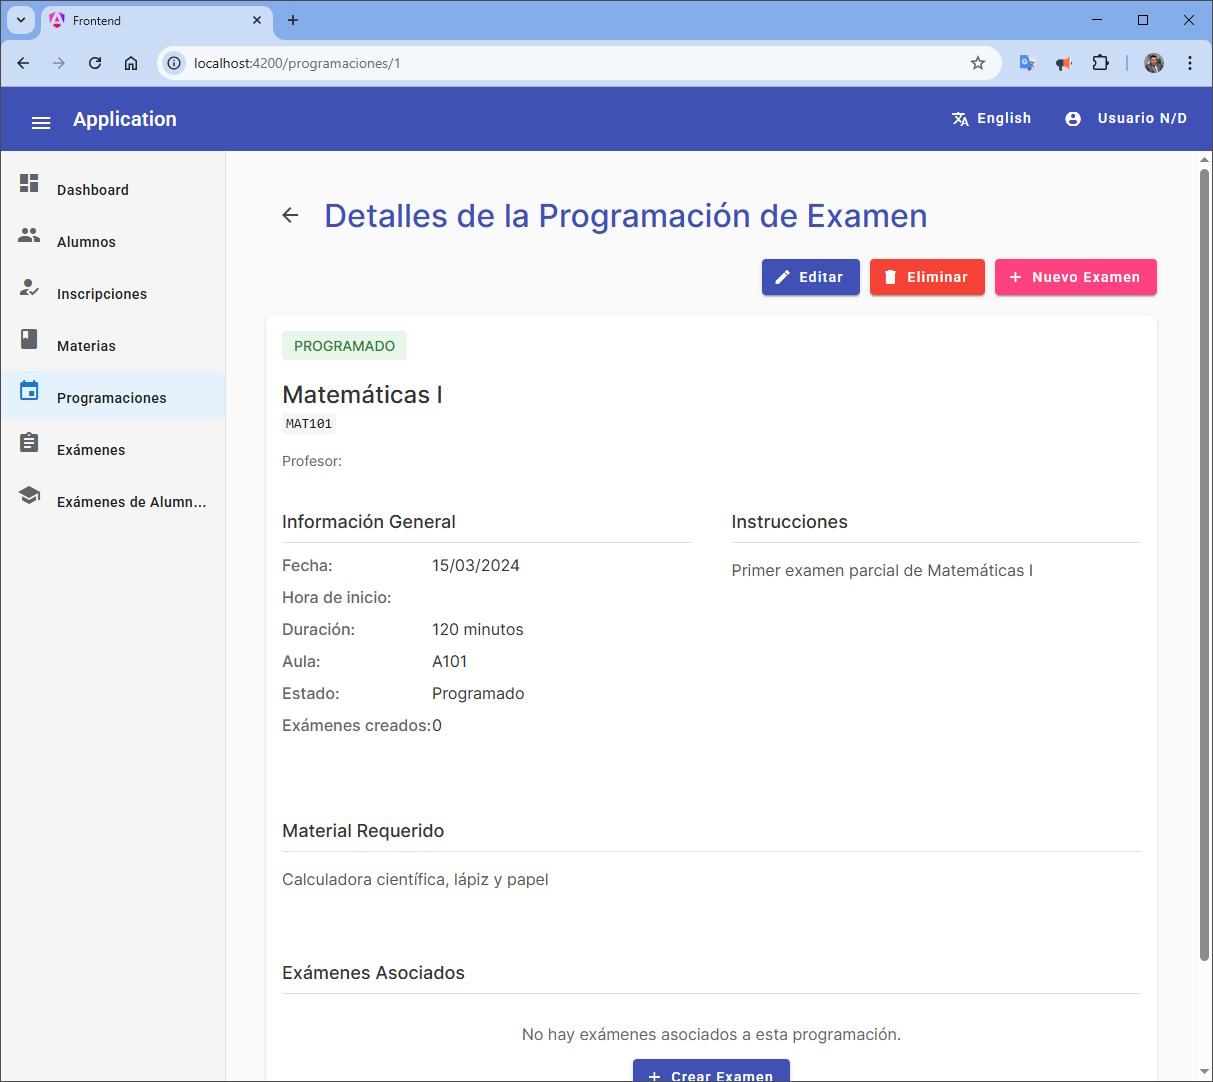 Frontend
localhost:4200/programaciones/1
Application
English
Usuario N/D
Dashboard
Alumnos
Inscripciones
Materias
Programaciones
Exámenes
Exámenes de Alumn...
Detalles de la Programación de Examen
Editar
Eliminar
Nuevo Examen
PROGRAMADO
Matemáticas I
MAT101
Profesor:
Información General
Fecha: 15/03/2024
Hora de inicio:
Duración: 120 minutos
Aula: A101
Estado: Programado
Exámenes creados: 0
Instrucciones
Primer examen parcial de Matemáticas I
Material Requerido
Calculadora científica, lápiz y papel
Exámenes Asociados
No hay exámenes asociados a esta programación.
Crear Examen